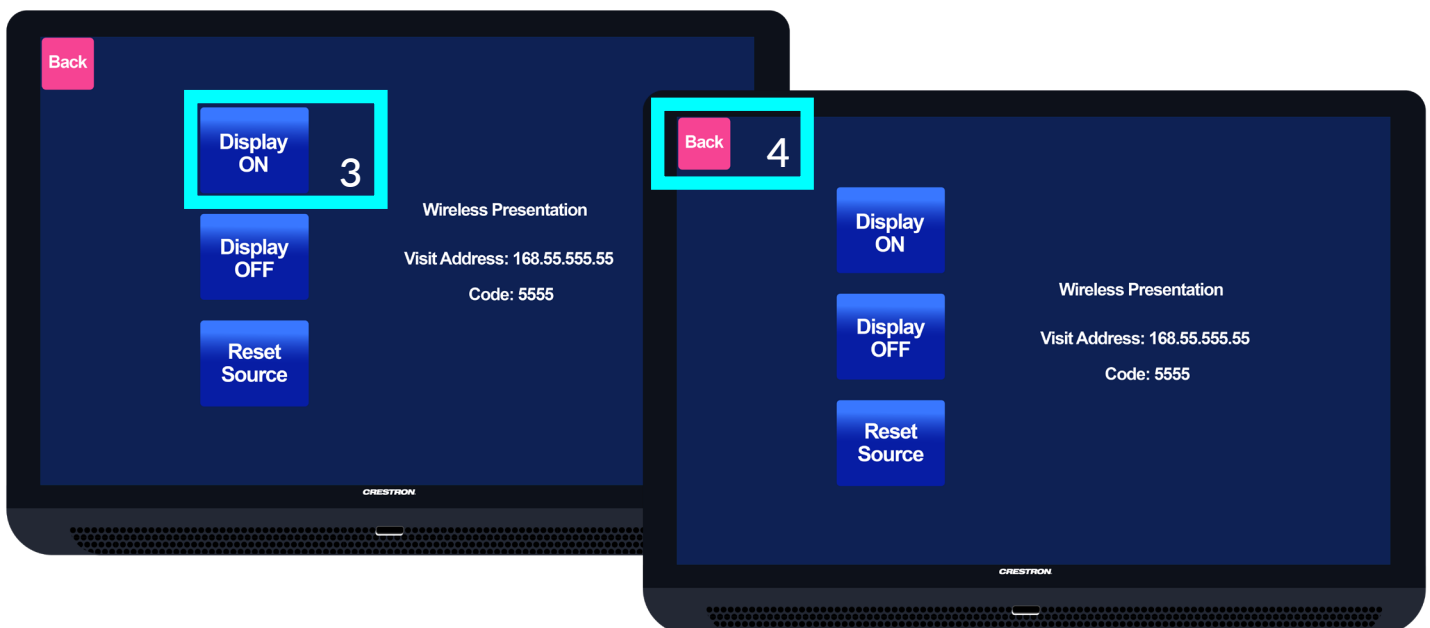 Back
Display
ON
3
Display
OFF
Reset
Source
Wireless Presentation
Visit Address: 168.55.555.55
Code: 5555
CRESTRON.
Back
4
Display
ON
Display
OFF
Reset
Source
Wireless Presentation
Visit Address: 168.55.555.55
Code: 5555
CRESTRON.